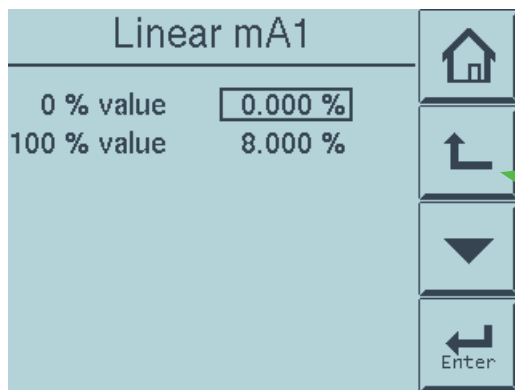 Linear mA1
0 % value 0.000 %
100 % value 8.000 %
Enter